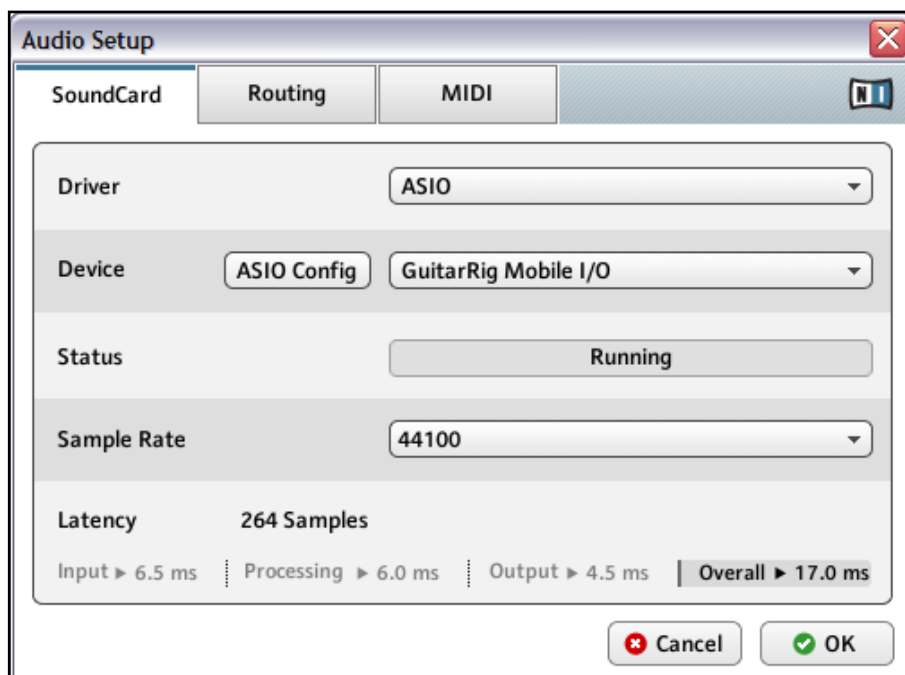 Audio Setup
SoundCard Routing MIDI NI
Driver ASIO
Device ASIO Config GuitarRig Mobile I/O
Status Running
Sample Rate 44100
Latency 264 Samples
Input ▶ 6.5 ms Processing ▶ 6.0 ms Output ▶ 4.5 ms Overall ▶ 17.0 ms
Cancel OK